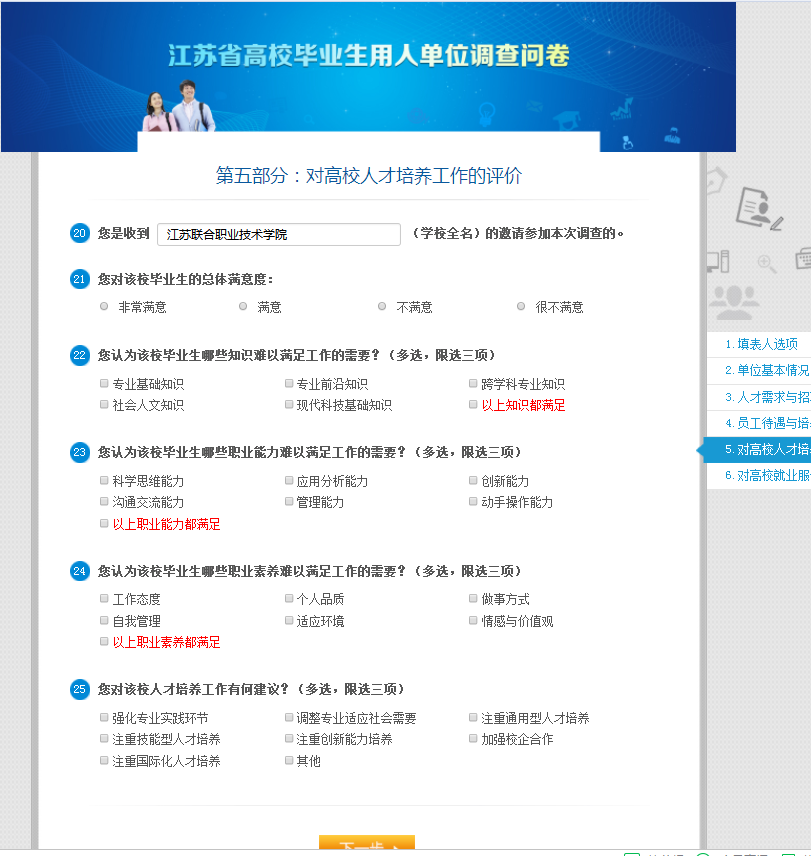 江苏省高校毕业生用人单位调查问卷
第五部分：对高校人才培养工作的评价
20 您是收到 江苏联合职业技术学院 （学校全名）的邀请参加本次调查的。
21 您对该校毕业生的总体满意度：
非常满意 满意 不满意 很不满意
22 您认为该校毕业生哪些知识难以满足工作的需要？（多选，限选三项）
专业基础知识 专业前沿知识 跨学科专业知识
社会人文知识 现代科技基础知识 以上知识都满足
23 您认为该校毕业生哪些职业能力难以满足工作的需要？（多选，限选三项）
科学思维能力 应用分析能力 创新能力
沟通交流能力 管理能力 动手操作能力
以上职业能力都满足
24 您认为该校毕业生哪些职业素养难以满足工作的需要？（多选，限选三项）
工作态度 个人品质 做事方式
自我管理 适应环境 情感与价值观
以上职业素养都满足
25 您对该校人才培养工作有何建议？（多选，限选三项）
强化专业实践环节 调整专业适应社会需要 注重通用型人才培养
注重技能型人才培养 注重创新能力培养 加强校企合作
注重国际化人才培养 其他
下一步
1. 填表人选项
2. 单位基本情况
3. 人才需求与招
4. 员工待遇与培
5. 对高校人才培
6. 对高校就业服